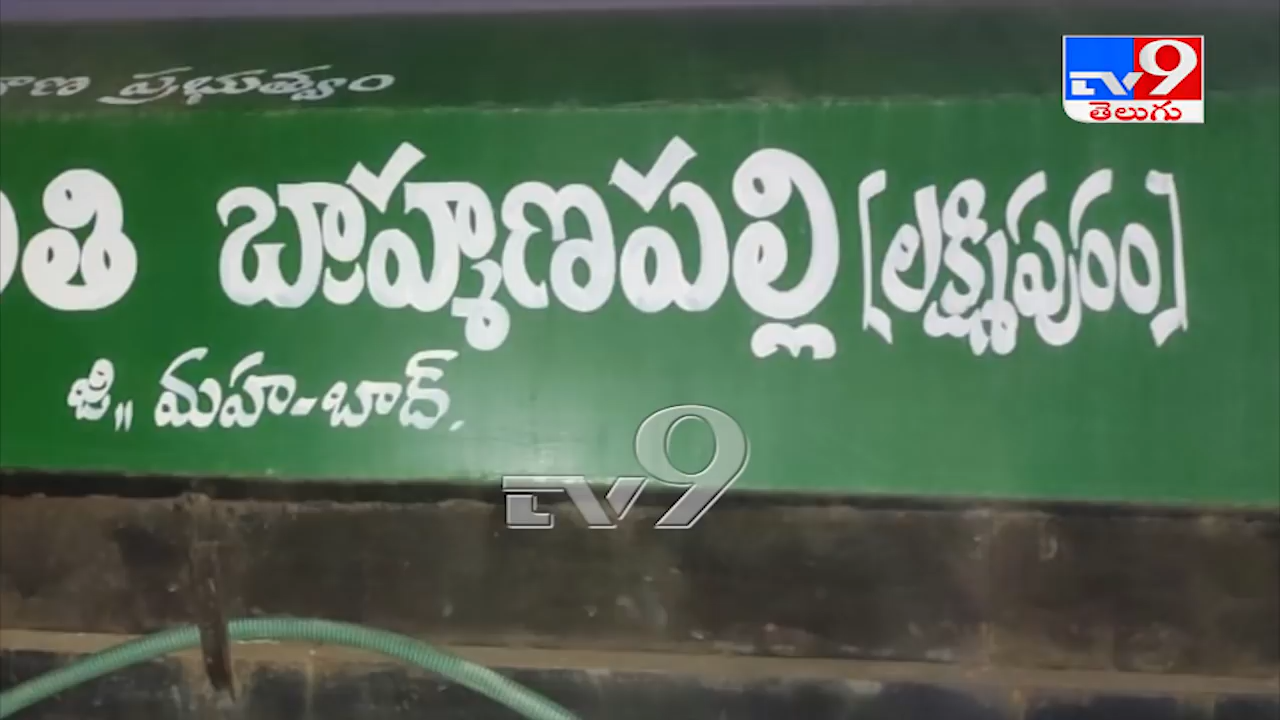 ప్రభుత్వం
TV9
తెలుగు
బ్రాహ్మణపల్లి [లక్ష్మిపురం]
జి,, మహ-బాద్.
TV9